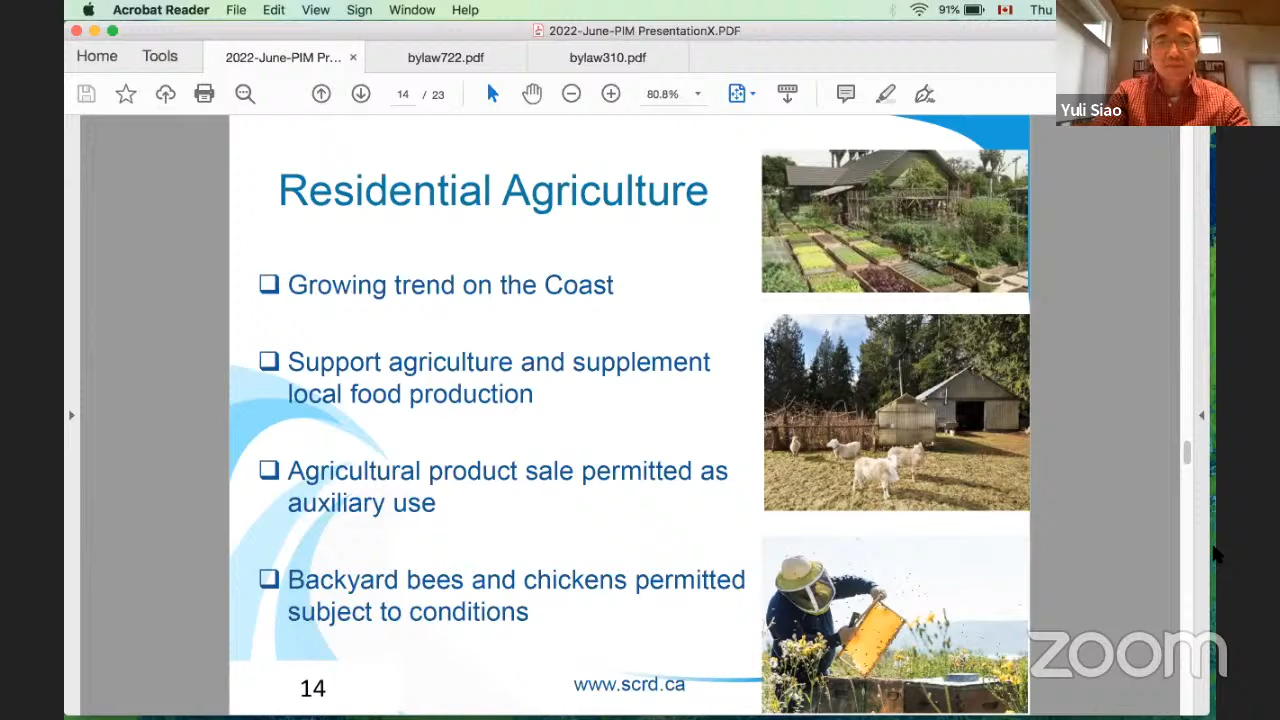 Acrobat Reader File Edit View Sign Window Help 91% Thu
2022-June-PIM PresentationX.PDF
Home Tools 2022-June-PIM Pr... × bylaw722.pdf bylaw310.pdf
14 / 23 80.8%
Yuli Siao
Residential Agriculture
Growing trend on the Coast
Support agriculture and supplement
local food production
Agricultural product sale permitted as
auxiliary use
Backyard bees and chickens permitted
subject to conditions
14
www.scrd.ca
zoom